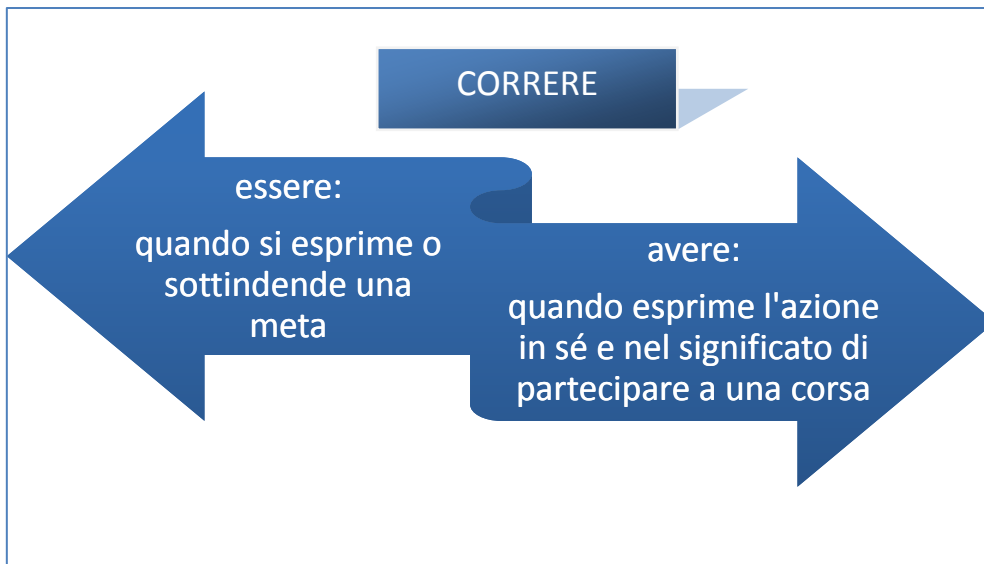 CORRERE
essere:
quando si esprime o
sottindende una
meta
avere:
quando esprime l'azione
in sé e nel significato di
partecipare a una corsa